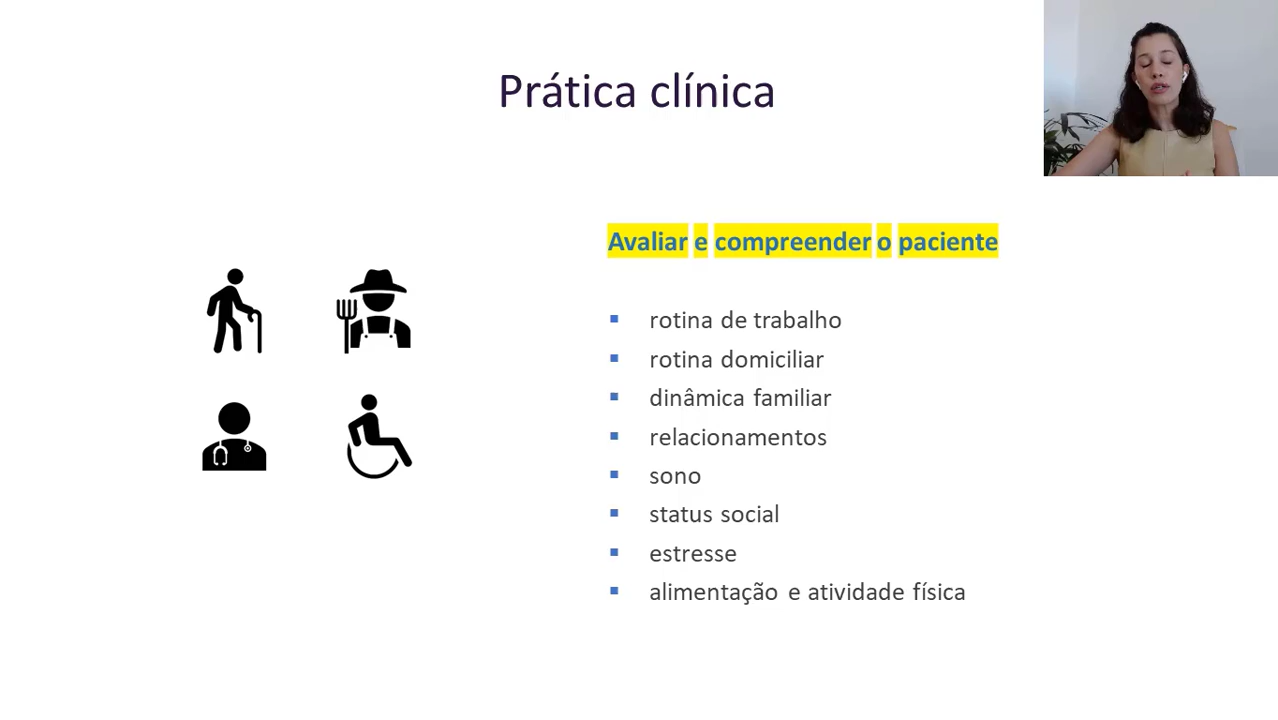 Prática clínica
Avaliar e compreender o paciente
rotina de trabalho
rotina domiciliar
dinâmica familiar
relacionamentos
sono
status social
estresse
alimentação e atividade física